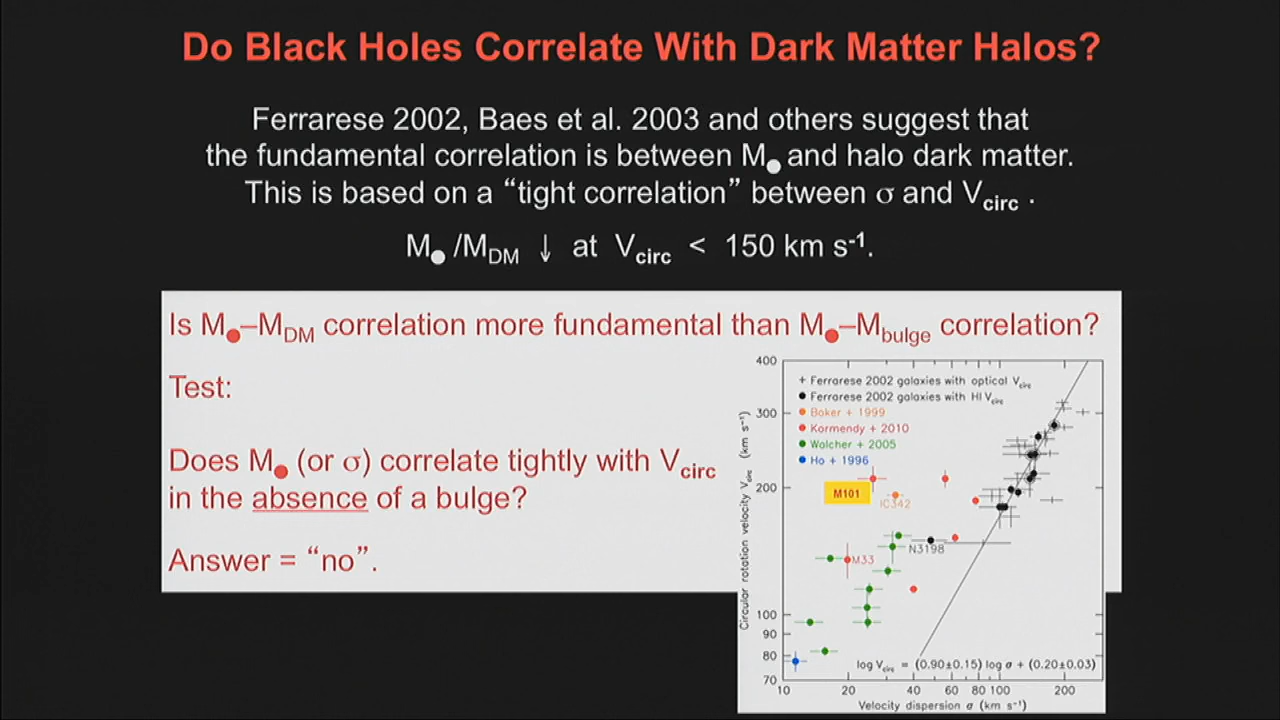 Do Black Holes Correlate With Dark Matter Halos?
Ferrarese 2002, Baes et al. 2003 and others suggest that
the fundamental correlation is between M● and halo dark matter.
This is based on a “tight correlation” between σ and Vcirc .
M● /MDM ↓ at Vcirc < 150 km s-1.
Is M●–MDM correlation more fundamental than M●–Mbulge correlation?
Test:
Does M● (or σ) correlate tightly with Vcirc
in the absence of a bulge?
Answer = “no”.
400
300
200
100
90
80
70
Circular rotation velocity Vcirc (km s-1)
+ Ferrarese 2002 galaxies with optical Vcirc
● Ferrarese 2002 galaxies with HI Vcirc
● Boker + 1999
● Kormendy + 2010
● Walcher + 2005
● Ho + 1996
M101
IC342
N3198
M33
log Vcirc = (0.90±0.15) log σ + (0.20±0.03)
10 20 40 60 80 100 200
Velocity dispersion σ (km s-1)